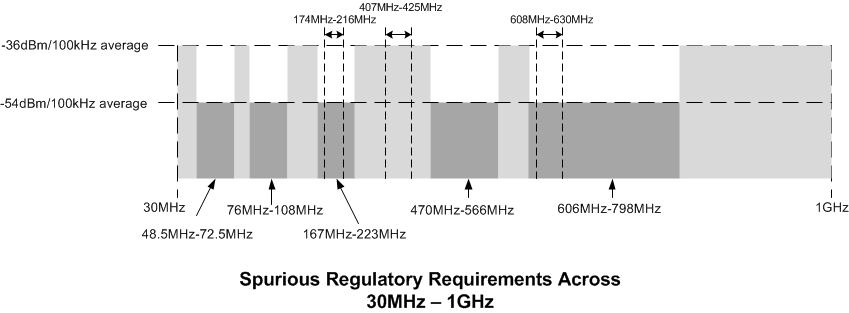 407MHz-425MHz
174MHz-216MHz
608MHz-630MHz
-36dBm/100kHz average
-54dBm/100kHz average
30MHz
76MHz-108MHz
470MHz-566MHz
606MHz-798MHz
1GHz
48.5MHz-72.5MHz
167MHz-223MHz
Spurious Regulatory Requirements Across
30MHz – 1GHz